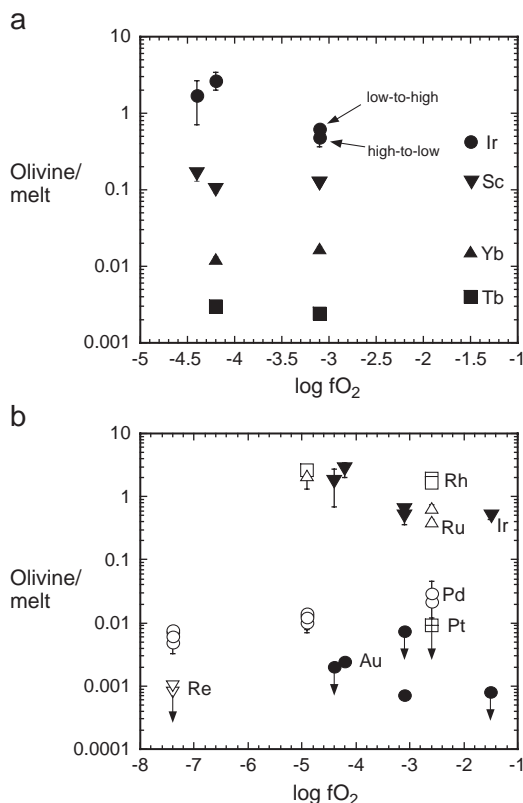 a
10
1
0.1
0.01
0.001
Olivine/
melt
low-to-high
high-to-low
Ir
Sc
Yb
Tb
-5 -4.5 -4 -3.5 -3 -2.5 -2 -1.5 -1
log fO2
b
10
1
0.1
0.01
0.001
0.0001
Olivine/
melt
Rh
Ru
Ir
Pd
Pt
Au
Re
-8 -7 -6 -5 -4 -3 -2 -1
log fO2